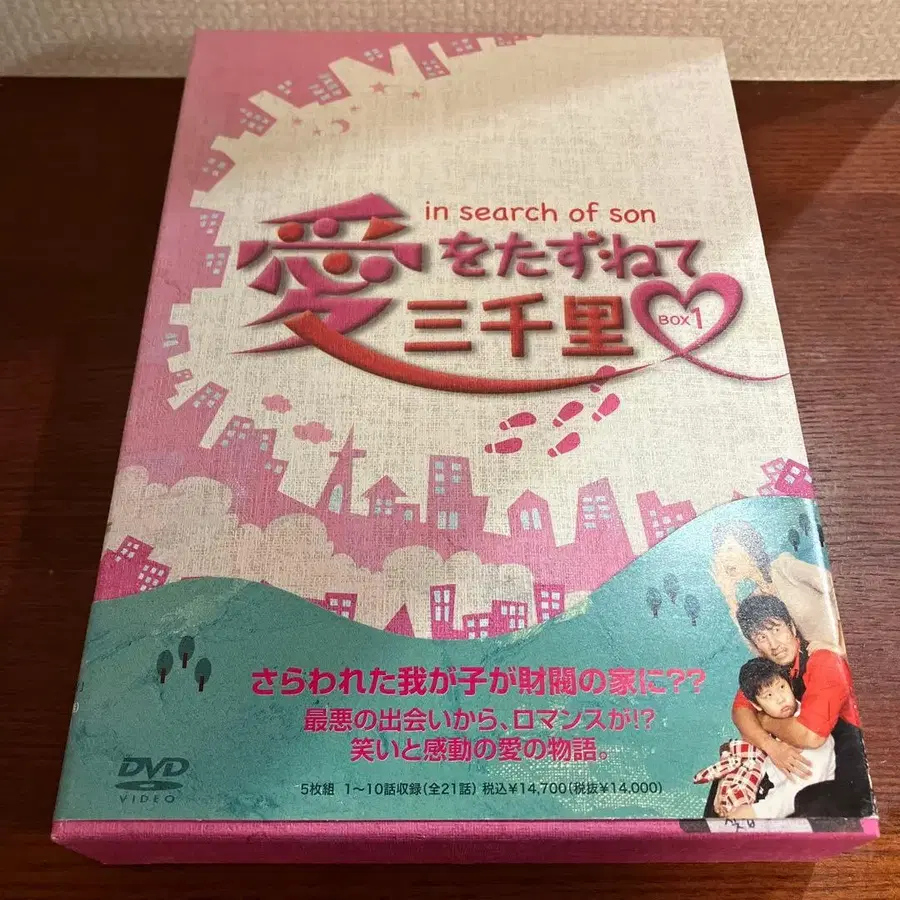 in search of son
愛をたずねて
三千里
BOX 1
さらわれた我が子が財閥の家に??
最悪の出会いから、ロマンスが!?
笑いと感動の愛の物語。
DVD
VIDEO
5枚組 1～10話収録(全21話) 税込¥14,700(税抜¥14,000)